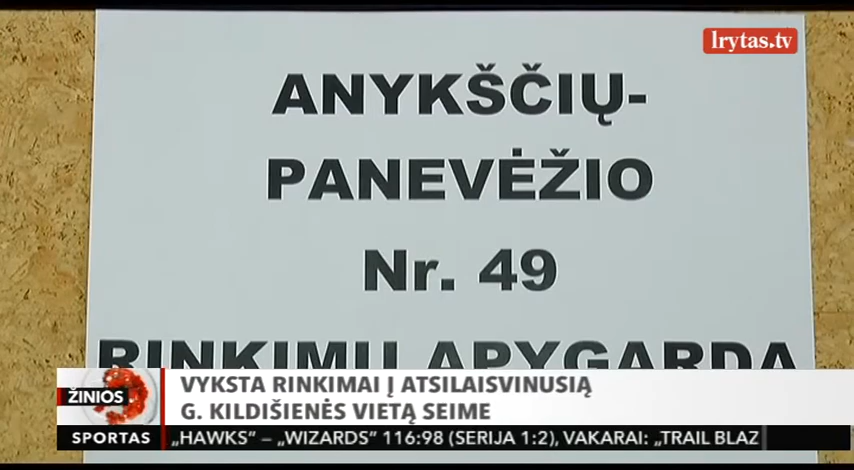 lrytas.tv
ANYKŠČIŲ-
PANEVĖŽIO
Nr. 49
RINKIMŲ APYGARDA
ŽINIOS
VYKSTA RINKIMAI Į ATSILAISVINUSIĄ
G. KILDIŠIENĖS VIETĄ SEIME
SPORTAS „HAWKS“ – „WIZARDS“ 116:98 (SERIJA 1:2), VAKARAI: „TRAIL BLAZ